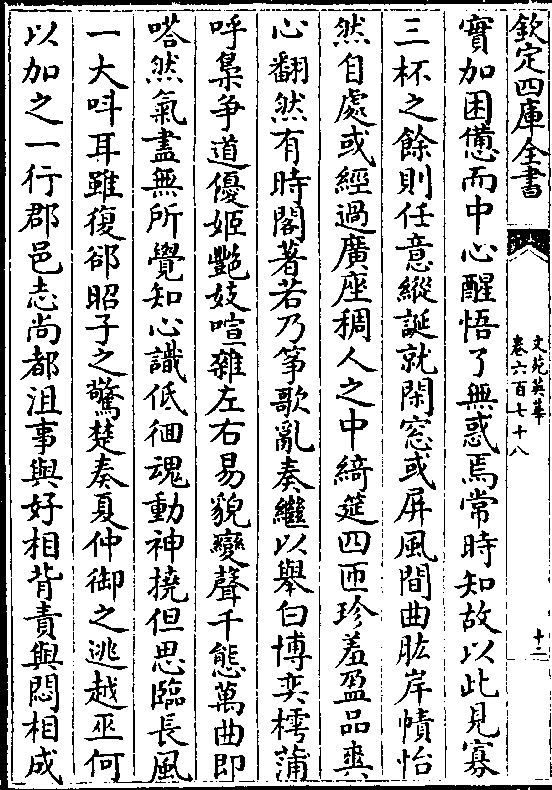 欽定四庫全書
文苑英華
卷六百七十八
十二
實加困憊而中心醒悟了無惑焉常時知故以此見寡
三杯之餘則任意縱誕就閑窓或屏風間曲肱岸幘怡
然自處或經過廣座稠人之中綺筵四匝珍羞盈品爽
心翻然有時閣著若乃筝歌亂奏繼以舉白博奕樗蒲
呼梟争道優姬艷妓喧雜左右易貌變聲千態萬曲即
嗒然氣盡無所覺知心識低徊魂動神撓但思臨長風
一大呌耳雖復郤昭子之驚楚奏夏仲御之逃越巫何
以加之一行郡邑志尚都沮事與好相背責與悶相成